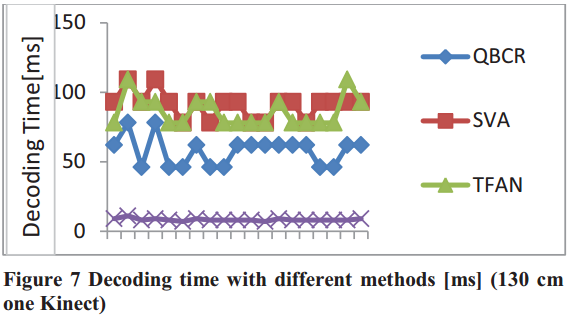 150
100
50
0
Decoding Time[ms]
QBCR
SVA
TFAN
Figure 7 Decoding time with different methods [ms] (130 cm
one Kinect)